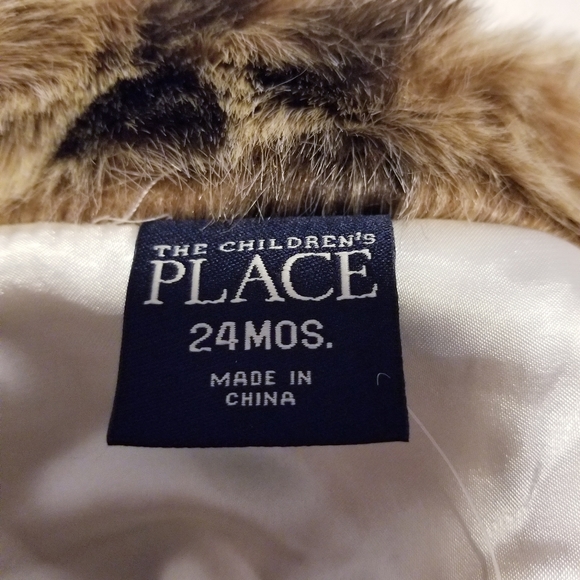 THE CHILDREN'S
PLACE
24MOS.
MADE IN
CHINA